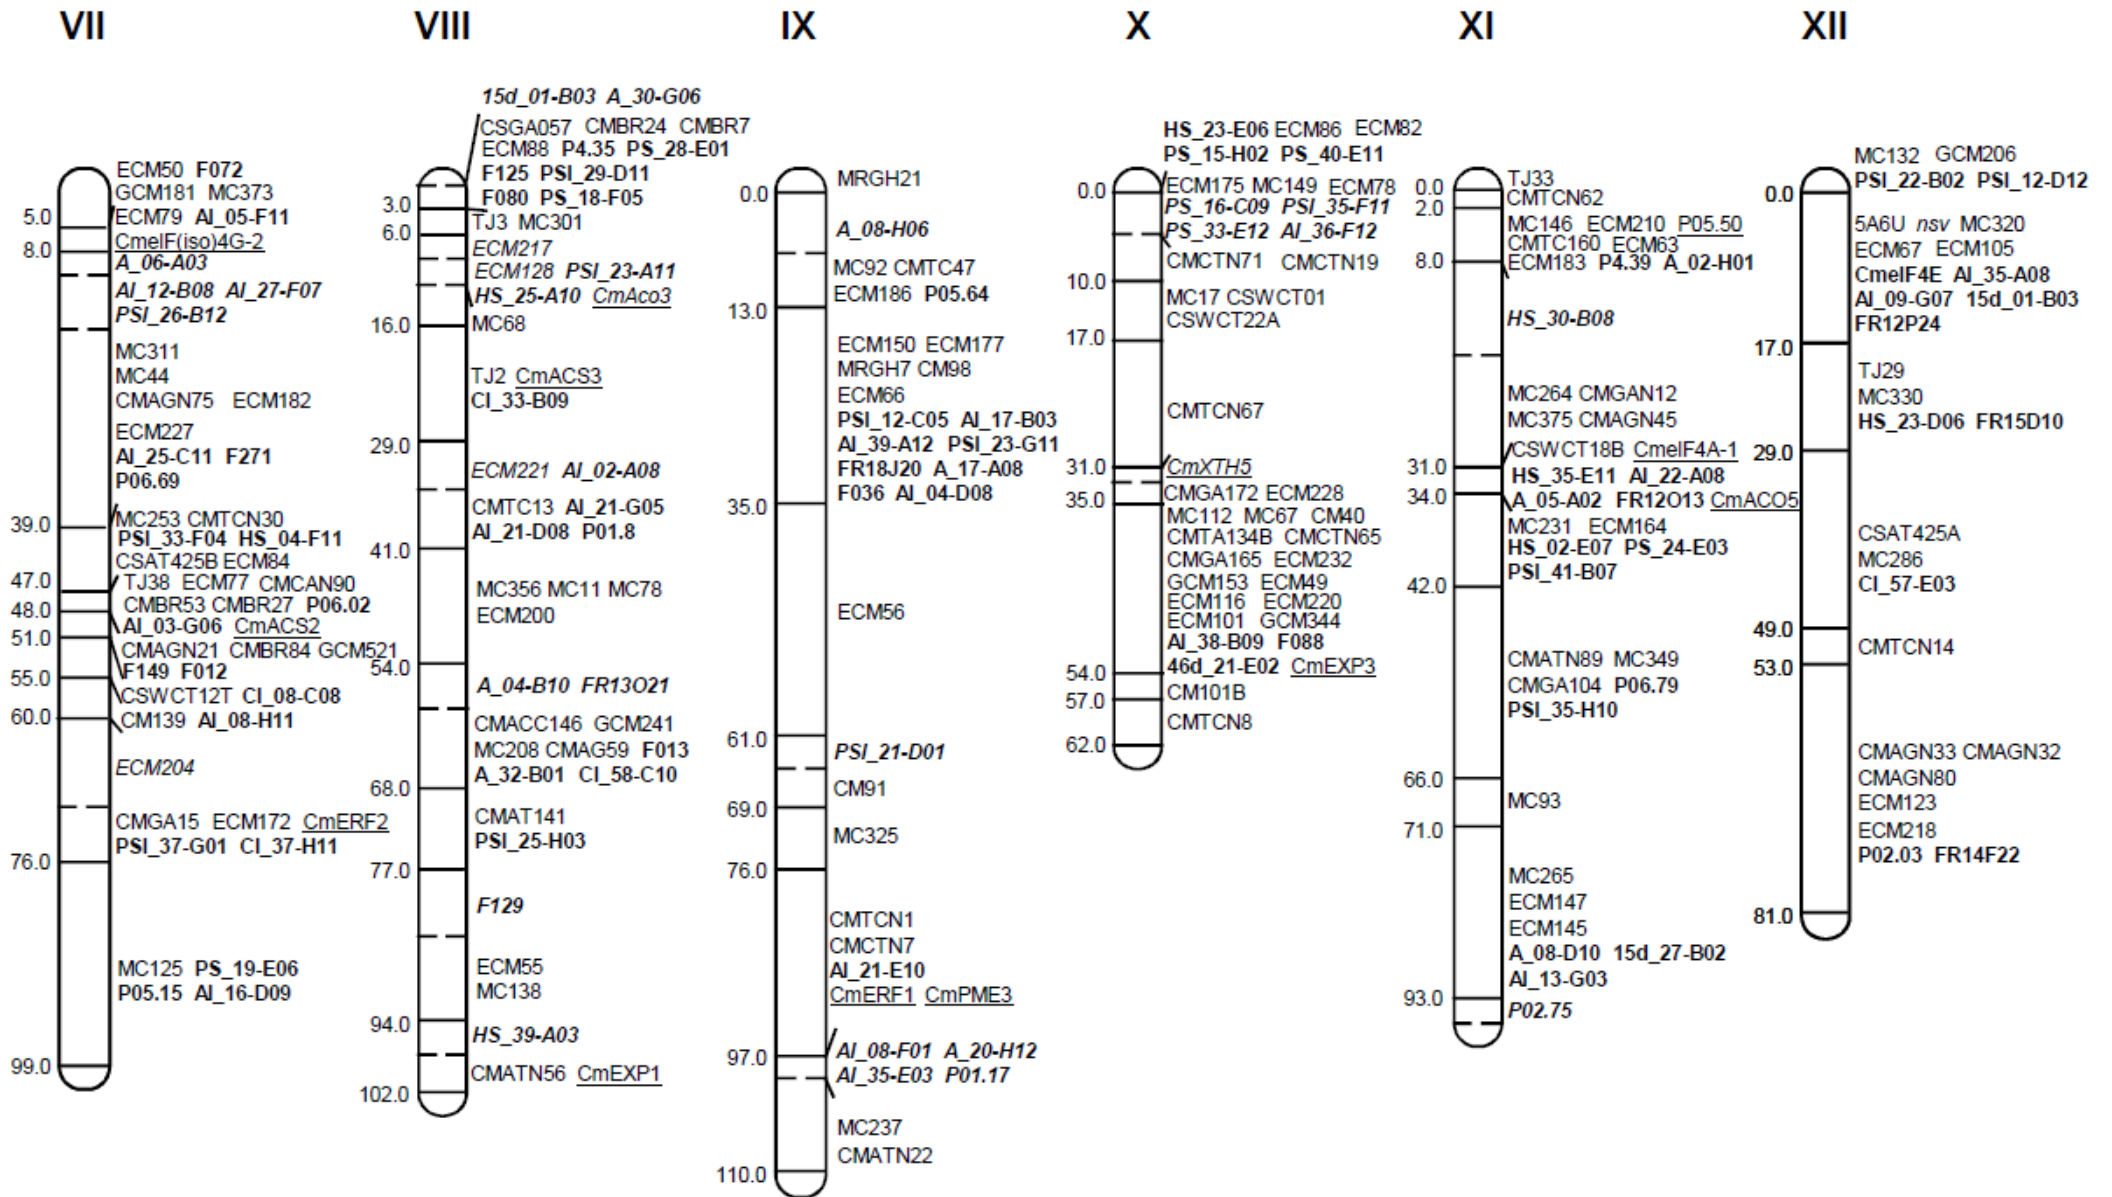 VII
ECM50 F072
GCM181 MC373
5.0
ECM79 AI_05-F11
8.0
CmeIF(iso)4G-2
A_06-A03
AI_12-B08 AI_27-F07
PSI_26-B12
MC311
MC44
CMAGN75 ECM182
ECM227
AI_25-C11 F271
P06.69
39.0
MC253 CMTCN30
PSI_33-F04 HS_04-F11
CSAT425B ECM84
47.0
TJ38 ECM77 CMCAN90
48.0
CMBR53 CMBR27 P06.02
AI_03-G06 CmACS2
51.0
CMAGN21 CMBR84 GCM521
F149 F012
55.0
CSWCT12T CI_08-C08
60.0
CM139 AI_08-H11
ECM204
CMGA15 ECM172 CmERF2
PSI_37-G01 CI_37-H11
76.0
MC125 PS_19-E06
P05.15 AI_16-D09
99.0
VIII
15d_01-B03 A_30-G06
CSGA057 CMBR24 CMBR7
ECM88 P4.35 PS_28-E01
F125 PSI_29-D11
F080 PS_18-F05
3.0
TJ3 MC301
6.0
ECM217
ECM128 PSI_23-A11
HS_25-A10 CmAco3
16.0
MC68
TJ2 CmACS3
CI_33-B09
29.0
ECM221 AI_02-A08
CMTC13 AI_21-G05
AI_21-D08 P01.8
41.0
MC356 MC11 MC78
ECM200
54.0
A_04-B10 FR13O21
CMACC146 GCM241
MC208 CMAG59 F013
A_32-B01 CI_58-C10
68.0
CMAT141
PSI_25-H03
77.0
F129
ECM55
MC138
94.0
HS_39-A03
CMATN56 CmEXP1
102.0
IX
MRGH21
0.0
A_08-H06
MC92 CMTC47
ECM186 P05.64
13.0
ECM150 ECM177
MRGH7 CM98
ECM66
PSI_12-C05 AI_17-B03
AI_39-A12 PSI_23-G11
FR18J20 A_17-A08
F036 AI_04-D08
35.0
ECM56
61.0
PSI_21-D01
CM91
69.0
MC325
76.0
CMTCN1
CMCTN7
AI_21-E10
CmERF1 CmPME3
97.0
AI_08-F01 A_20-H12
AI_35-E03 P01.17
MC237
CMATN22
110.0
X
HS_23-E06 ECM86 ECM82
PS_15-H02 PS_40-E11
0.0
ECM175 MC149 ECM78
PS_16-C09 PSI_35-F11
PS_33-E12 AI_36-F12
CMCTN71 CMCTN19
10.0
MC17 CSWCT01
CSWCT22A
17.0
CMTCN67
31.0
CmXTH5
CMGA172 ECM228
35.0
MC112 MC67 CM40
CMTA134B CMCTN65
CMGA165 ECM232
GCM153 ECM49
ECM116 ECM220
ECM101 GCM344
AI_38-B09 F088
54.0
46d_21-E02 CmEXP3
57.0
CM101B
CMTCN8
62.0
XI
TJ33
0.0
CMTCN62
2.0
MC146 ECM210 P05.50
CMTC160 ECM63
8.0
ECM183 P4.39 A_02-H01
HS_30-B08
MC264 CMGAN12
MC375 CMAGN45
CSWCT18B CmeIF4A-1
31.0
HS_35-E11 AI_22-A08
34.0
A_05-A02 FR12O13 CmACO5
MC231 ECM164
HS_02-E07 PS_24-E03
PSI_41-B07
42.0
CMATN89 MC349
CMGA104 P06.79
PSI_35-H10
66.0
MC93
71.0
MC265
ECM147
ECM145
A_08-D10 15d_27-B02
AI_13-G03
93.0
P02.75
XII
MC132 GCM206
PSI_22-B02 PSI_12-D12
0.0
5A6U nsv MC320
ECM67 ECM105
CmeIF4E AI_35-A08
AI_09-G07 15d_01-B03
FR12P24
17.0
TJ29
MC330
HS_23-D06 FR15D10
29.0
CSAT425A
MC286
CI_57-E03
49.0
CMTCN14
53.0
CMAGN33 CMAGN32
CMAGN80
ECM123
ECM218
P02.03 FR14F22
81.0